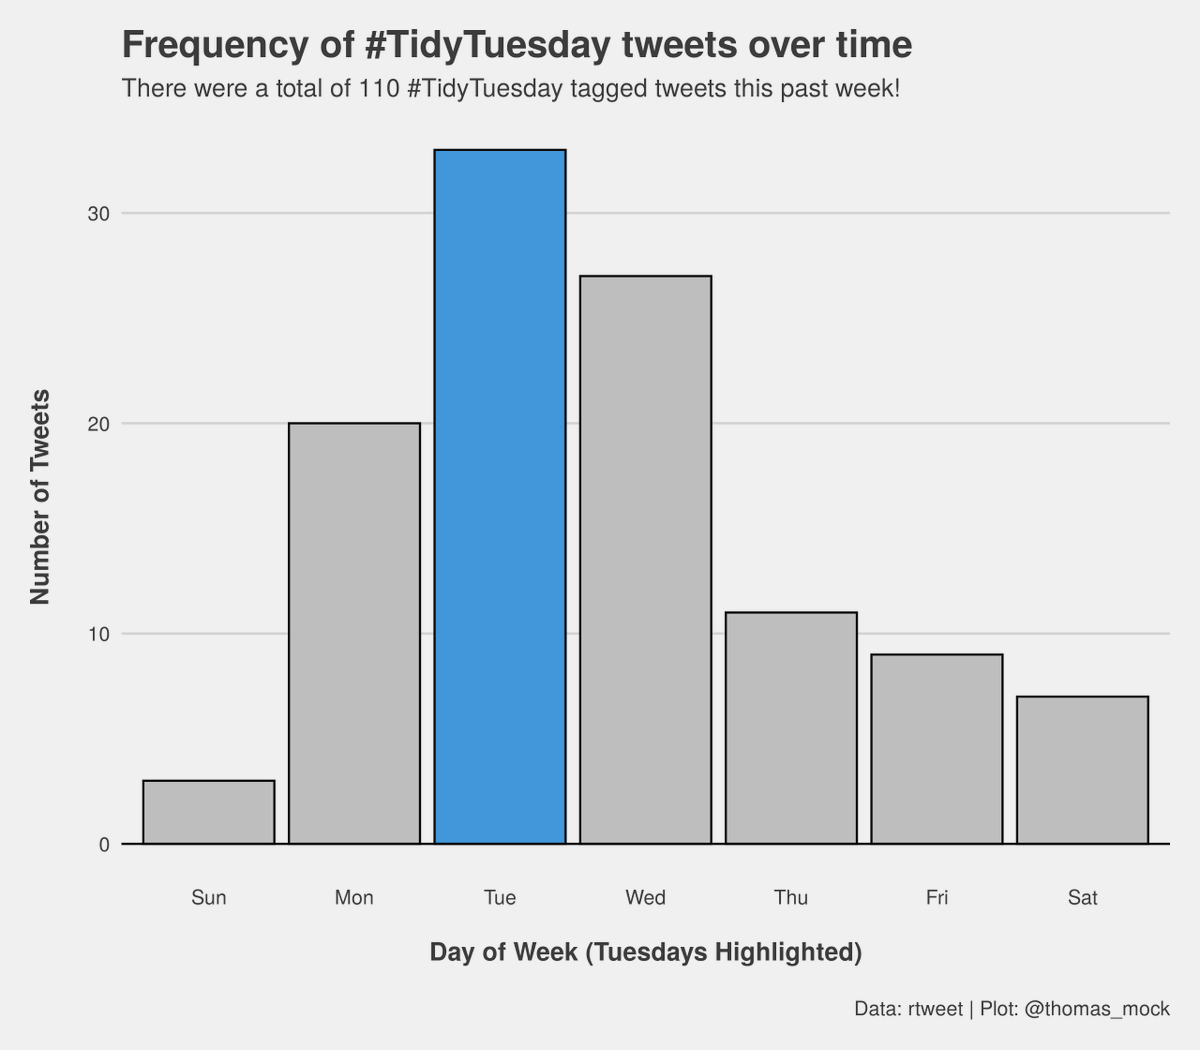 Frequency of #TidyTuesday tweets over time
There were a total of 110 #TidyTuesday tagged tweets this past week!
Number of Tweets
30
20
10
0
Sun Mon Tue Wed Thu Fri Sat
Day of Week (Tuesdays Highlighted)
Data: rtweet | Plot: @thomas_mock